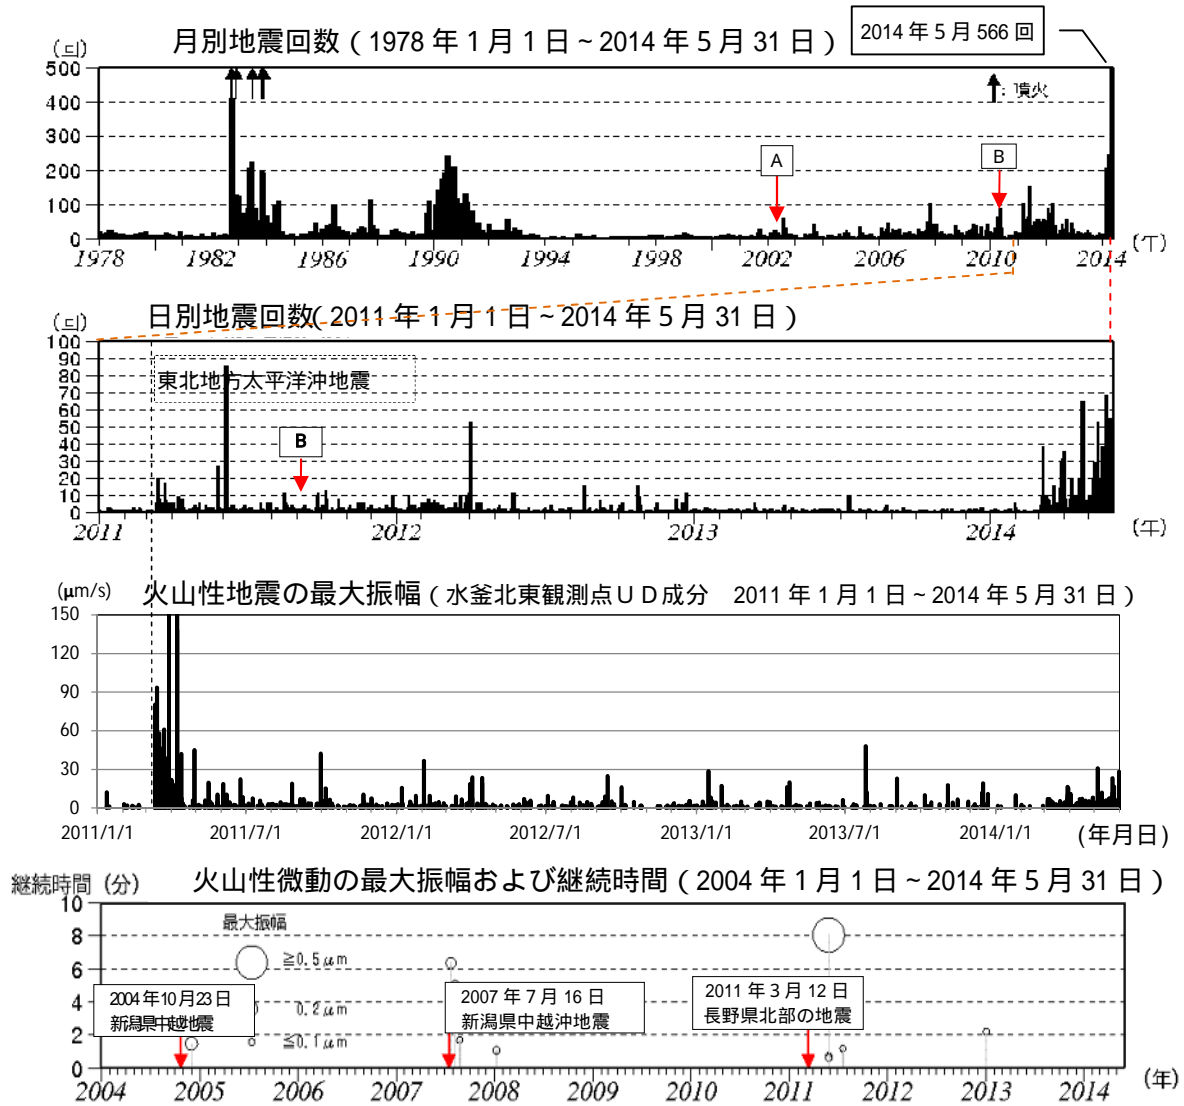 月別地震回数（1978年1月1日～2014年5月31日）
2014年5月566回
(回)
500
400
300
200
100
0
↑: 噴火
A
B
1978 1982 1986 1990 1994 1998 2002 2006 2010 2014 (年)
日別地震回数（2011年1月1日～2014年5月31日）
(回)
100
90
80
70
60
50
40
30
20
10
0
東北地方太平洋沖地震
B
2011 2012 2013 2014 (年)
火山性地震の最大振幅（水釜北東観測点ＵＤ成分　2011年1月1日～2014年5月31日）
(μm/s)
150
120
90
60
30
0
2011/1/1 2011/7/1 2012/1/1 2012/7/1 2013/1/1 2013/7/1 2014/1/1 (年月日)
火山性微動の最大振幅および継続時間（2004年1月1日～2014年5月31日）
継続時間（分）
10
8
6
4
2
0
最大振幅
≧0.5μm
0.2μm
≦0.1μm
2004年10月23日
新潟県中越地震
2007年7月16日
新潟県中越沖地震
2011年3月12日
長野県北部の地震
2004 2005 2006 2007 2008 2009 2010 2011 2012 2013 2014 (年)